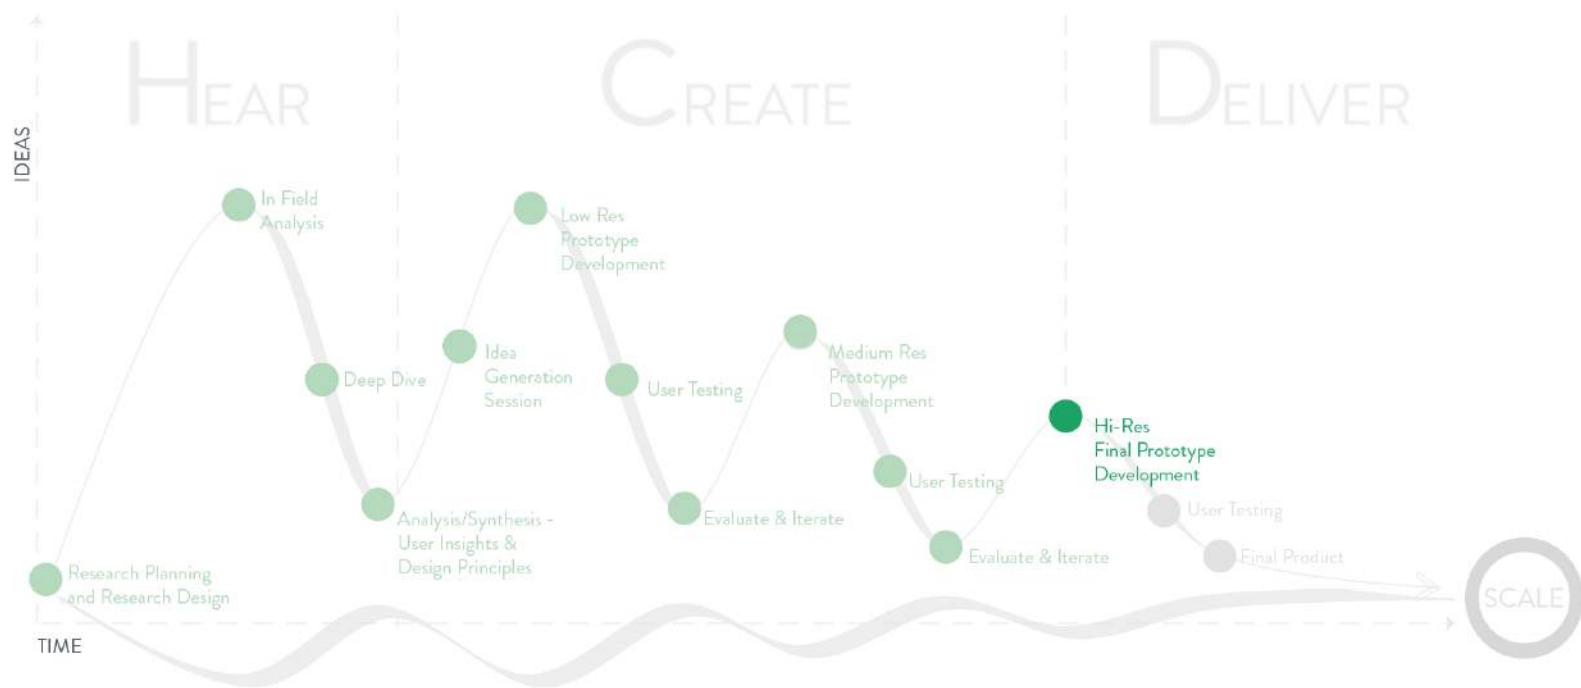 HEAR
CREATE
DELIVER
IDEAS
In Field
Analysis
Low Res
Prototype
Development
Idea
Generation
Session
Deep Dive
User Testing
Medium Res
Prototype
Development
Hi-Res
Final Prototype
Development
User Testing
User Testing
Analysis/Synthesis -
User Insights &
Design Principles
Evaluate & Iterate
Evaluate & Iterate
Final Product
Research Planning
and Research Design
SCALE
TIME